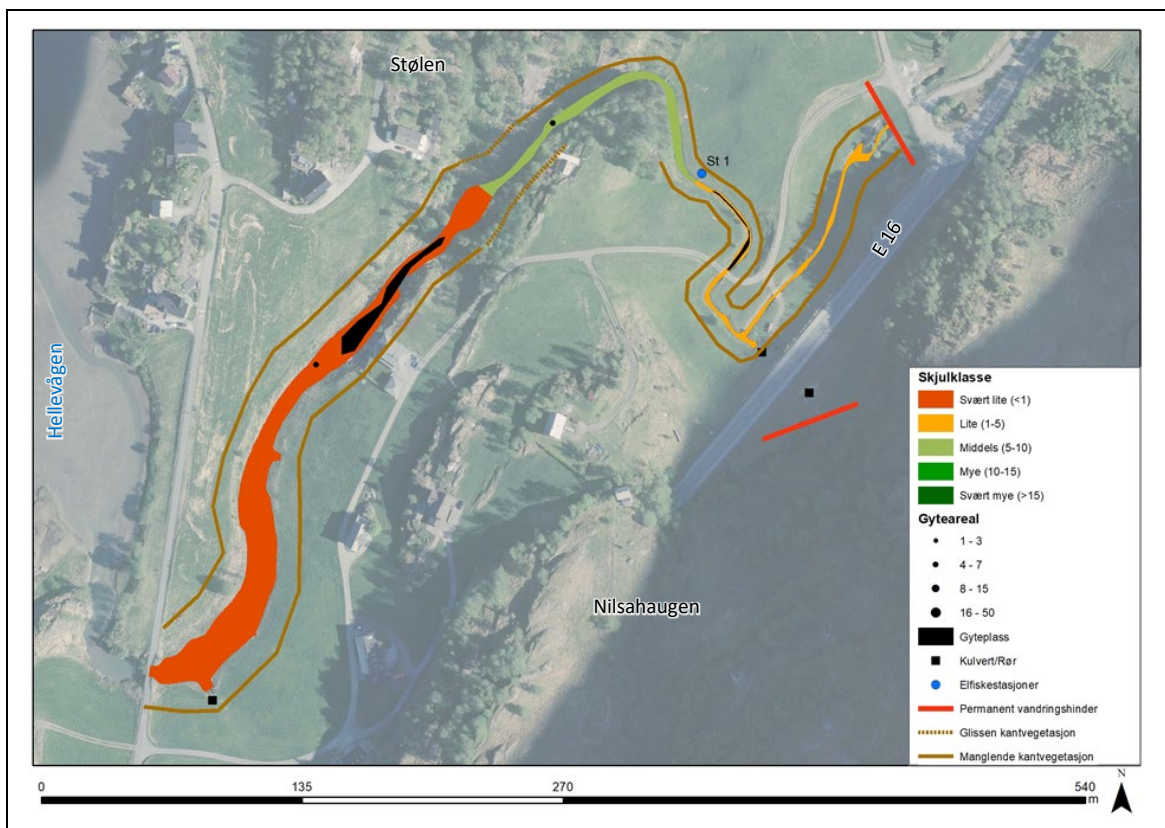 Stølen
St 1
E 16
Hellevågen
Nilsahaugen
Skjulklasse
Svært lite (<1)
Lite (1-5)
Middels (5-10)
Mye (10-15)
Svært mye (>15)
Gyteareal
1 - 3
4 - 7
8 - 15
16 - 50
Gyteplass
Kulvert/Rør
Elfiskestasjoner
Permanent vandringshinder
Glissen kantvegetasjon
Manglende kantvegetasjon
0 135 270 540
m
N